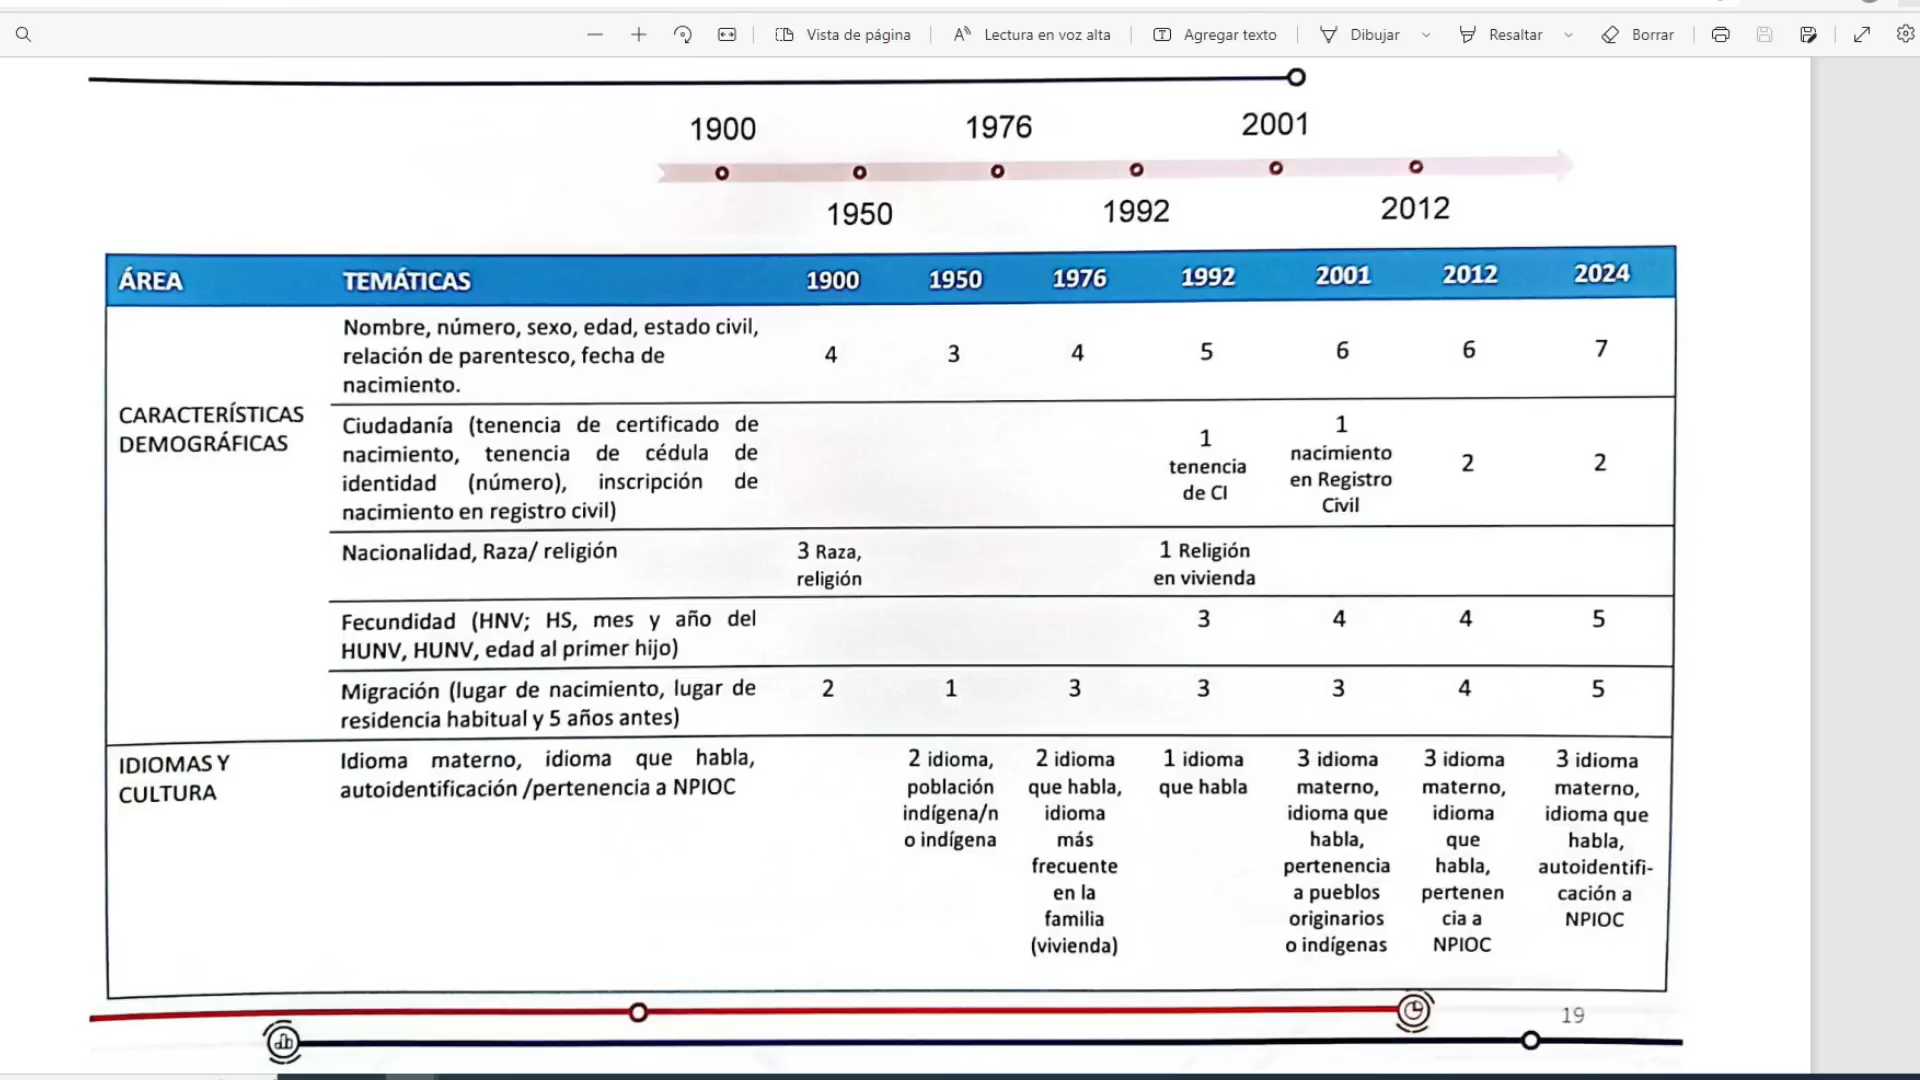 Vista de página
Lectura en voz alta
Agregar texto
Dibujar
Resaltar
Borrar
1900
1976
2001
1950
1992
2012
ÁREA TEMÁTICAS 1900 1950 1976 1992 2001 2012 2024
CARACTERÍSTICAS
DEMOGRÁFICAS
Nombre, número, sexo, edad, estado civil,
relación de parentesco, fecha de
nacimiento.
4 3 4 5 6 6 7
Ciudadanía (tenencia de certificado de
nacimiento, tenencia de cédula de
identidad (número), inscripción de
nacimiento en registro civil)
1
tenencia
de CI
1
nacimiento
en Registro
Civil
2
2
Nacionalidad, Raza/ religión
3 Raza,
religión
1 Religión
en vivienda
Fecundidad (HNV; HS, mes y año del
HUNV, HUNV, edad al primer hijo)
3 4 4 5
Migración (lugar de nacimiento, lugar de
residencia habitual y 5 años antes)
2 1 3 3 3 4 5
IDIOMAS Y
CULTURA
Idioma materno, idioma que habla,
autoidentificación /pertenencia a NPIOC
2 idioma,
población
indígena/n
o indígena
2 idioma
que habla,
idioma
más
frecuente
en la
familia
(vivienda)
1 idioma
que habla
3 idioma
materno,
idioma que
habla,
pertenencia
a pueblos
originarios
o indígenas
3 idioma
materno,
idioma
que
habla,
pertenen
cia a
NPIOC
3 idioma
materno,
idioma que
habla,
autoidentifi-
cación a
NPIOC
19